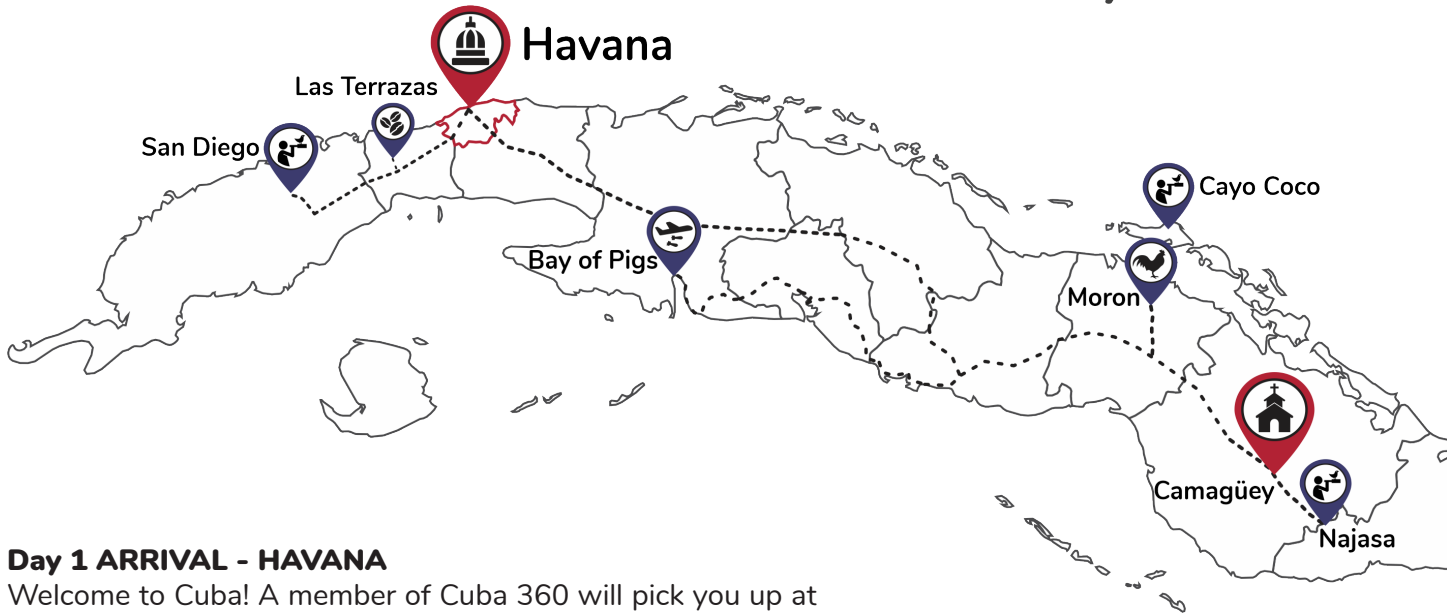 Havana
Las Terrazas
San Diego
Cayo Coco
Bay of Pigs
Moron
Camagüey
Najasa
Day 1 ARRIVAL - HAVANA
Welcome to Cuba! A member of Cuba 360 will pick you up at